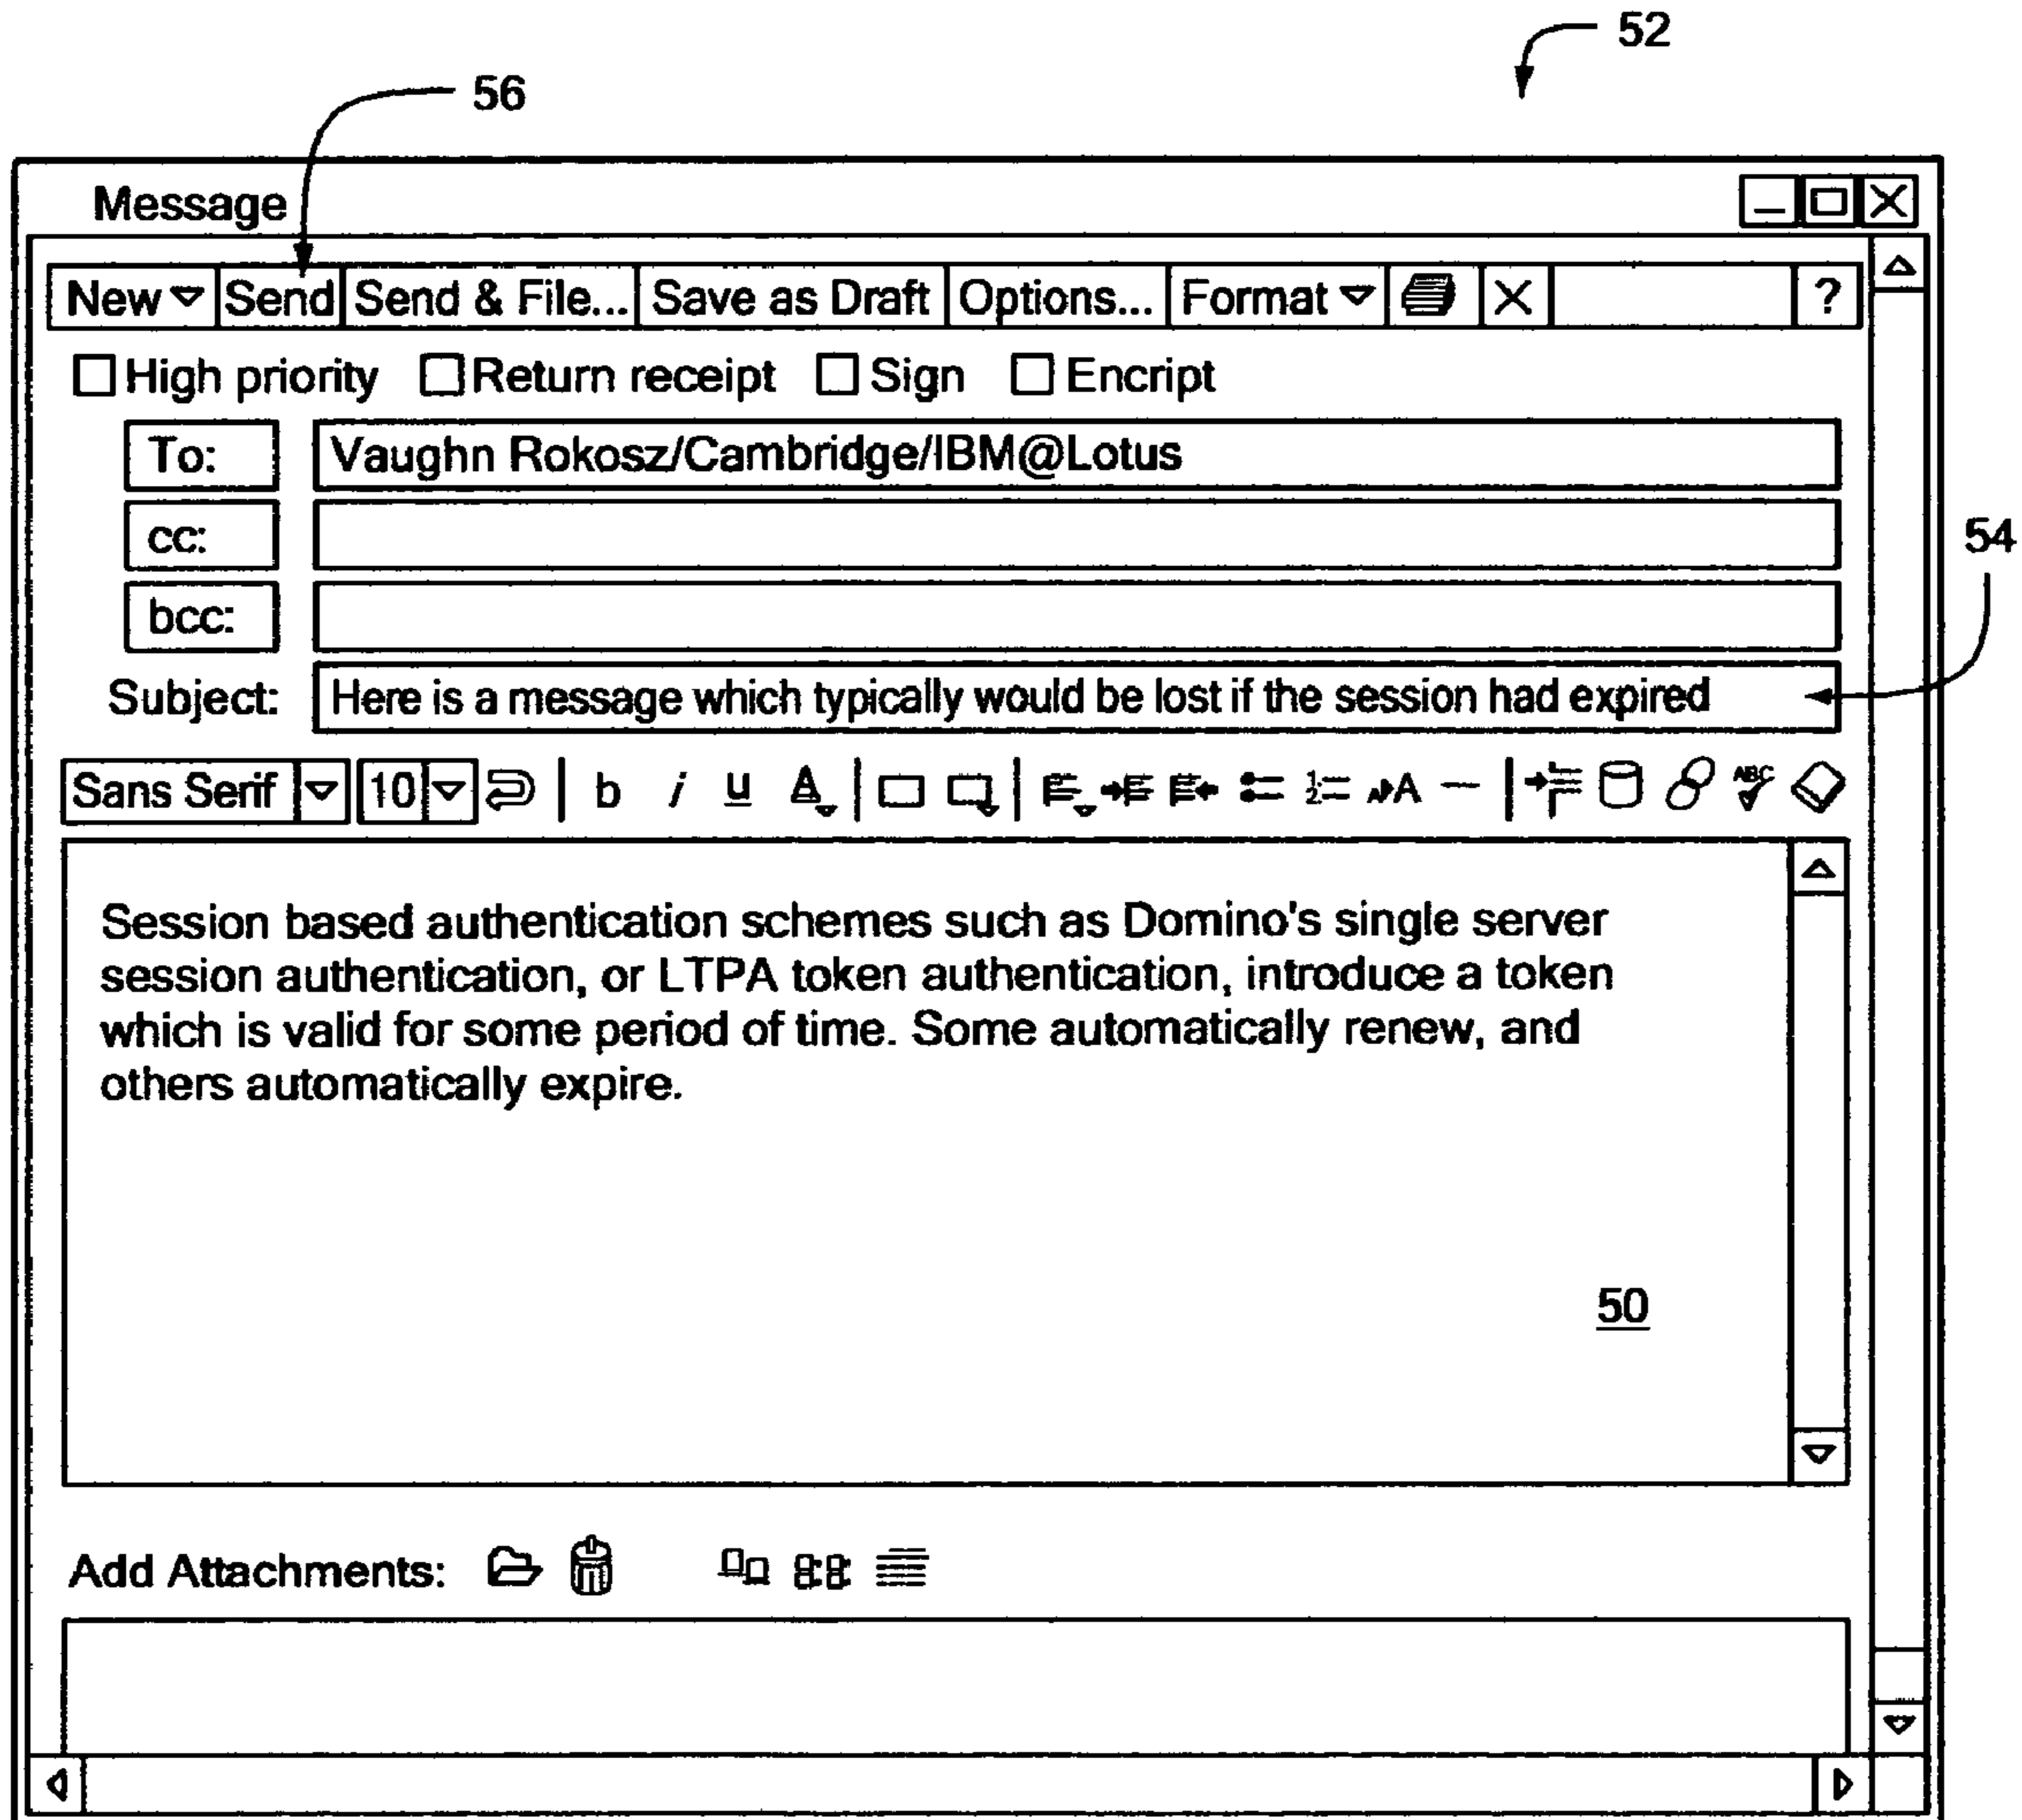 52
56
Message
New Send Send & File... Save as Draft Options... Format ?
High priority Return receipt Sign Encript
To: Vaughn Rokosz/Cambridge/IBM@Lotus
cc:
bcc:
54
Subject: Here is a message which typically would be lost if the session had expired
Sans Serif 10 b i u A 1 2 A ABC
Session based authentication schemes such as Domino's single server
session authentication, or LTPA token authentication, introduce a token
which is valid for some period of time. Some automatically renew, and
others automatically expire.
50
Add Attachments: